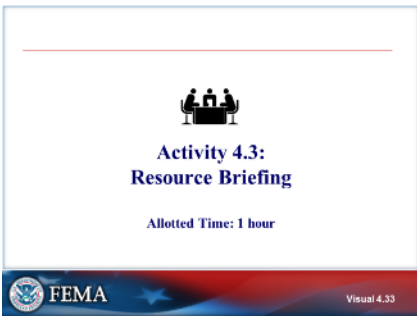 Activity 4.3:
Resource Briefing
Allotted Time: 1 hour
FEMA
Visual 4.33